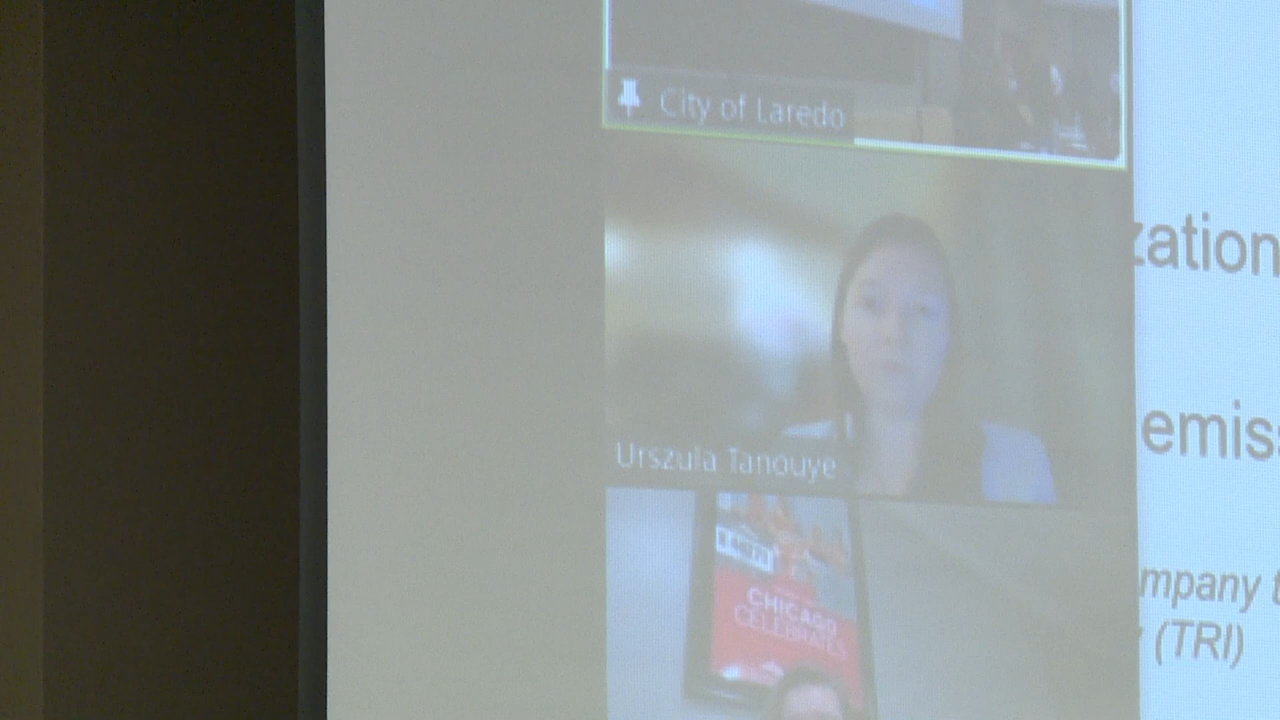 City of Laredo
zation
emiss
Urszula Tanouye
CHICAGO
CELEBRATES
mpany t
(TRI)